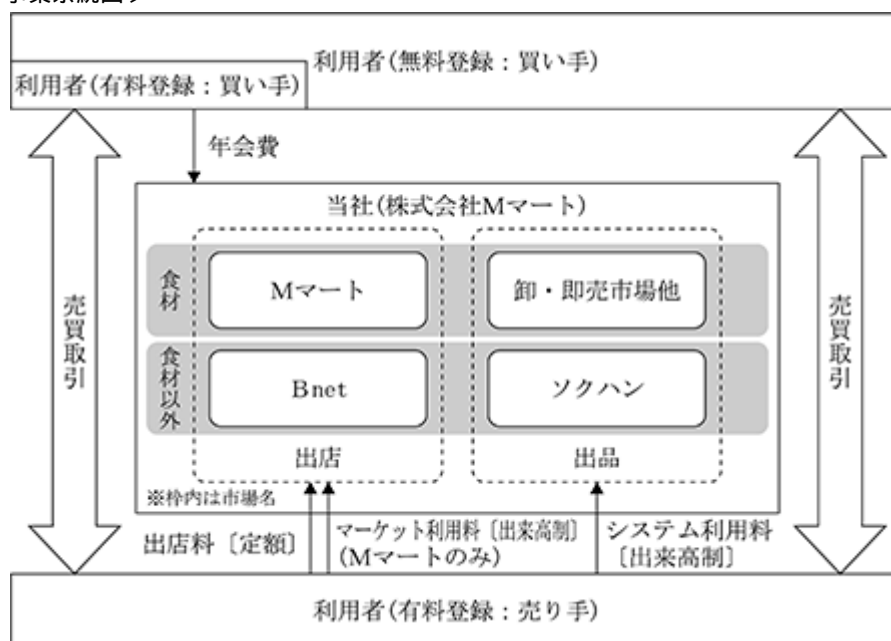 利用者(無料登録：買い手)
利用者(有料登録：買い手)
年会費
当社(株式会社Mマート)
食材
Mマート
卸・即売市場他
食材以外
Bnet
ソクハン
出店
出品
※枠内は市場名
売買取引
売買取引
出店料〔定額〕
マーケット利用料〔出来高制〕
(Mマートのみ)
システム利用料
〔出来高制〕
利用者(有料登録：売り手)